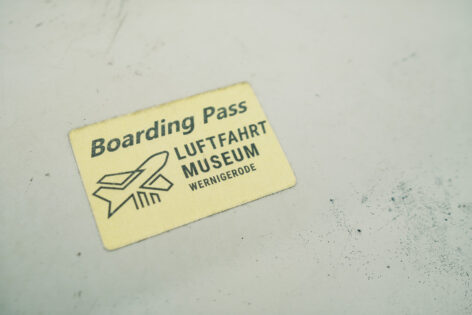 Boarding Pass
LUFTFAHRT
MUSEUM
WERNIGERODE